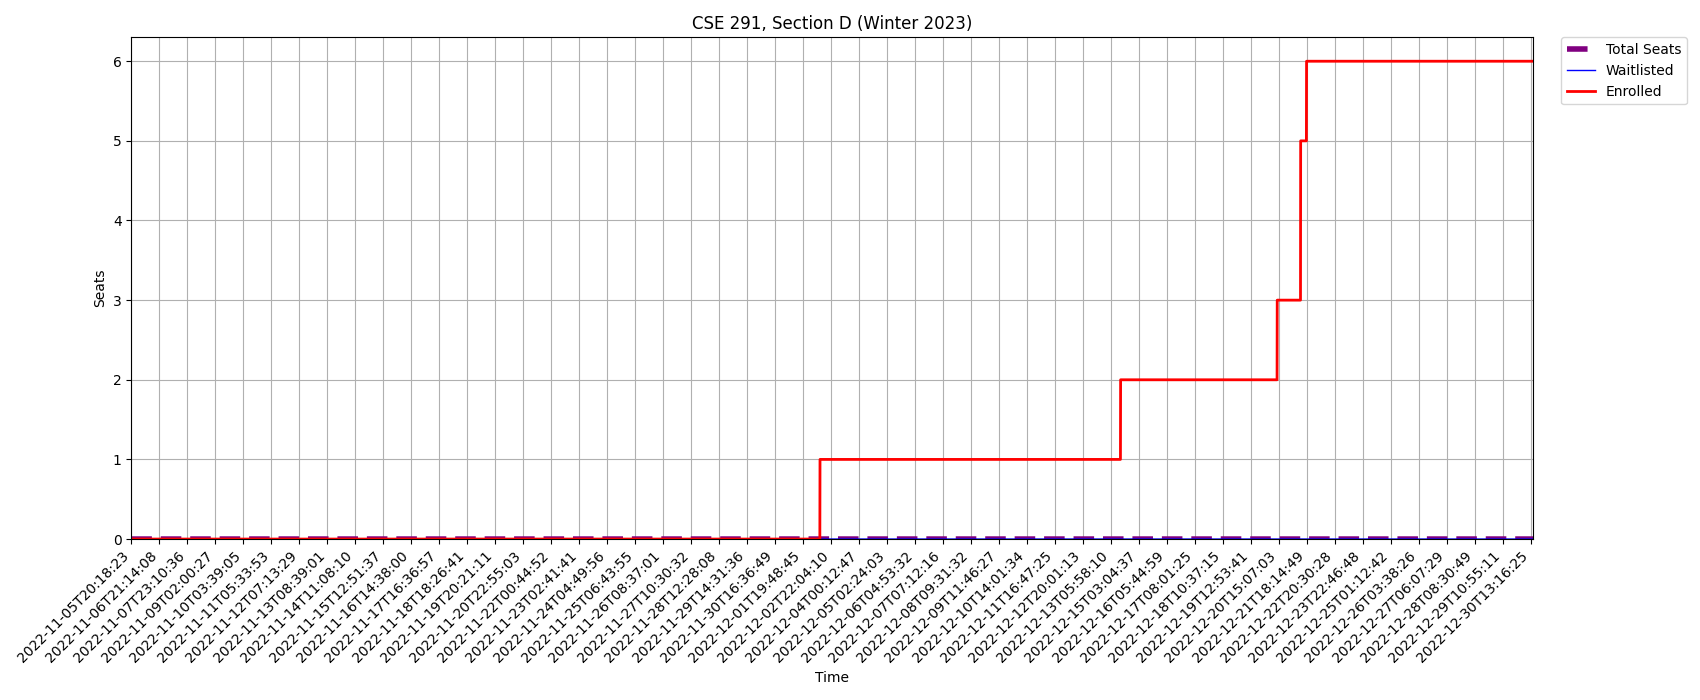 CSE 291, Section D (Winter 2023)
Total Seats
Waitlisted
Enrolled
Seats
6
5
4
3
2
1
0
2022-11-05T20:18:23
2022-11-06T21:14:08
2022-11-07T23:10:36
2022-11-09T02:00:27
2022-11-10T03:39:05
2022-11-11T05:33:53
2022-11-12T07:13:29
2022-11-13T08:39:01
2022-11-14T11:08:10
2022-11-15T12:51:37
2022-11-16T14:38:00
2022-11-17T16:36:57
2022-11-18T18:26:41
2022-11-19T20:21:11
2022-11-20T22:55:03
2022-11-22T00:44:52
2022-11-23T02:41:41
2022-11-24T04:49:56
2022-11-25T06:43:55
2022-11-26T08:37:01
2022-11-27T10:30:32
2022-11-28T12:28:08
2022-11-29T14:31:36
2022-11-30T16:36:49
2022-12-01T19:48:45
2022-12-02T22:04:10
2022-12-04T00:12:47
2022-12-05T02:24:03
2022-12-06T04:53:32
2022-12-07T07:12:16
2022-12-08T09:31:32
2022-12-09T11:46:27
2022-12-10T14:01:34
2022-12-11T16:47:25
2022-12-12T20:01:13
2022-12-13T23:58:10
2022-12-15T03:04:37
2022-12-16T05:44:59
2022-12-17T08:01:25
2022-12-18T10:37:15
2022-12-19T12:53:41
2022-12-20T15:07:03
2022-12-21T18:14:49
2022-12-22T20:30:28
2022-12-23T22:46:48
2022-12-25T01:12:42
2022-12-26T03:38:26
2022-12-27T06:07:29
2022-12-28T08:30:49
2022-12-29T10:55:11
2022-12-30T13:16:25
Time